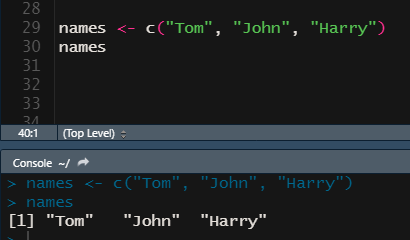 28
29 names <- c("Tom", "John", "Harry")
30 names
31
32
33
34
40:1 (Top Level)
Console ~/
> names <- c("Tom", "John", "Harry")
> names
[1] "Tom"   "John"  "Harry"
>